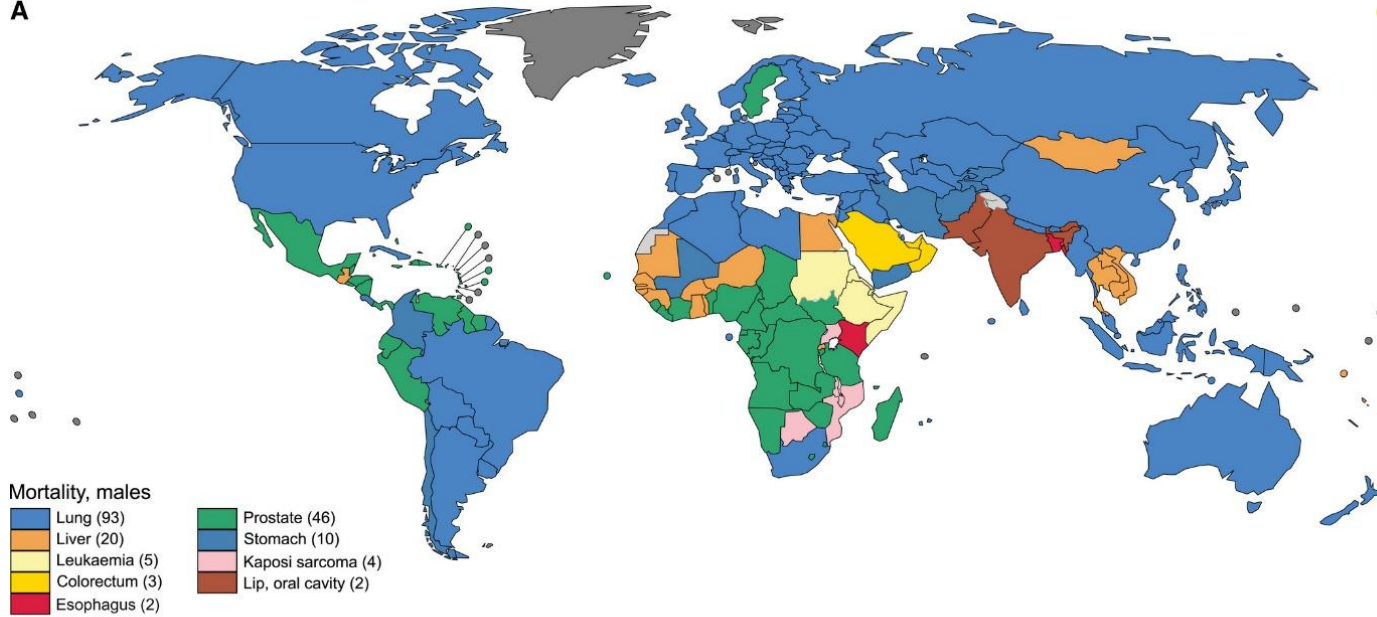 A
Mortality, males
Lung (93)
Liver (20)
Leukaemia (5)
Colorectum (3)
Esophagus (2)
Prostate (46)
Stomach (10)
Kaposi sarcoma (4)
Lip, oral cavity (2)